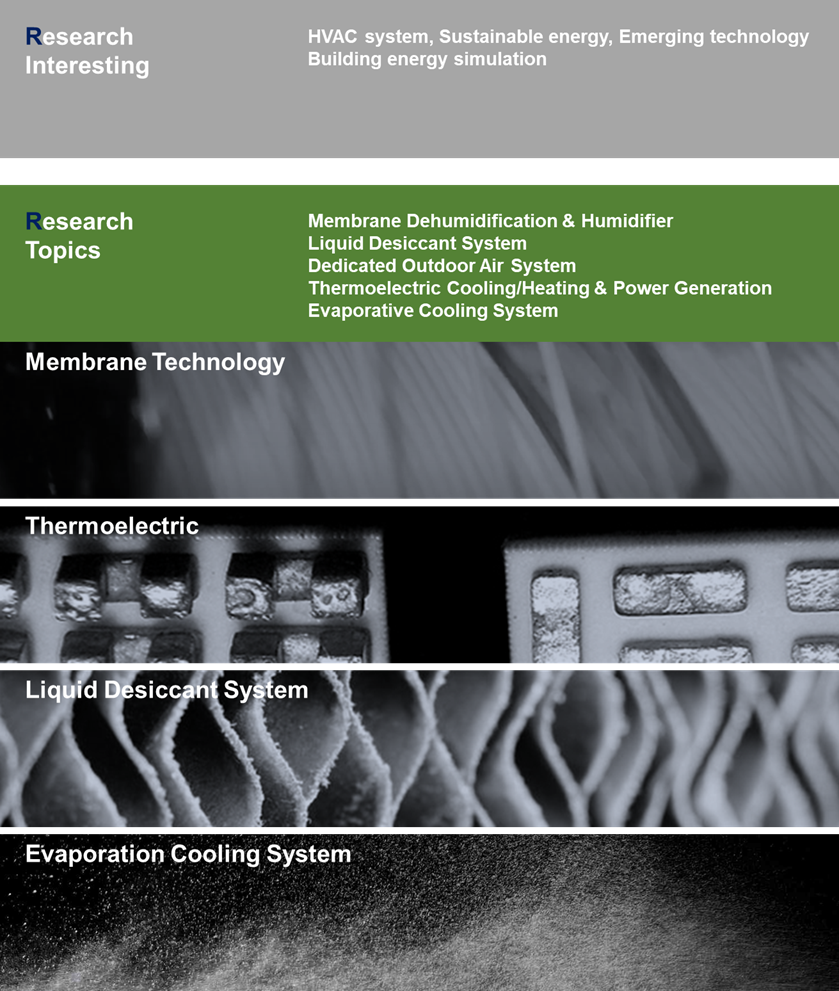 Research
Interesting
HVAC system, Sustainable energy, Emerging technology
Building energy simulation
Research
Topics
Membrane Dehumidification & Humidifier
Liquid Desiccant System
Dedicated Outdoor Air System
Thermoelectric Cooling/Heating & Power Generation
Evaporative Cooling System
Membrane Technology
Thermoelectric
Liquid Desiccant System
Evaporation Cooling System